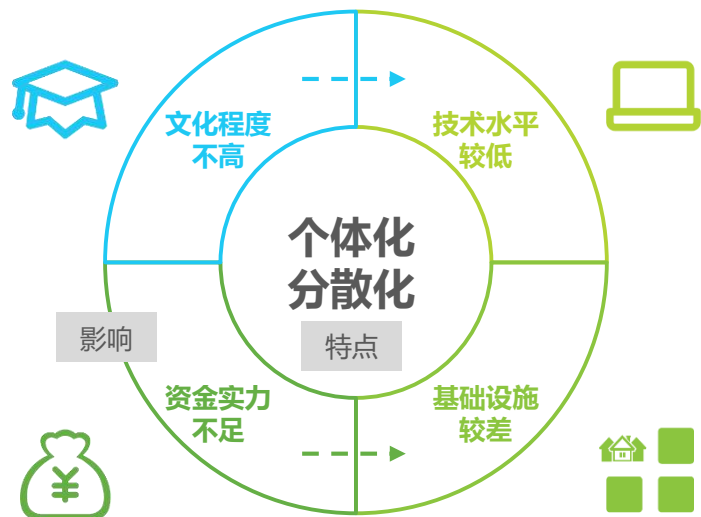 文化程度
不高
技术水平
较低
个体化
分散化
影响
特点
资金实力
不足
基础设施
较差
¥